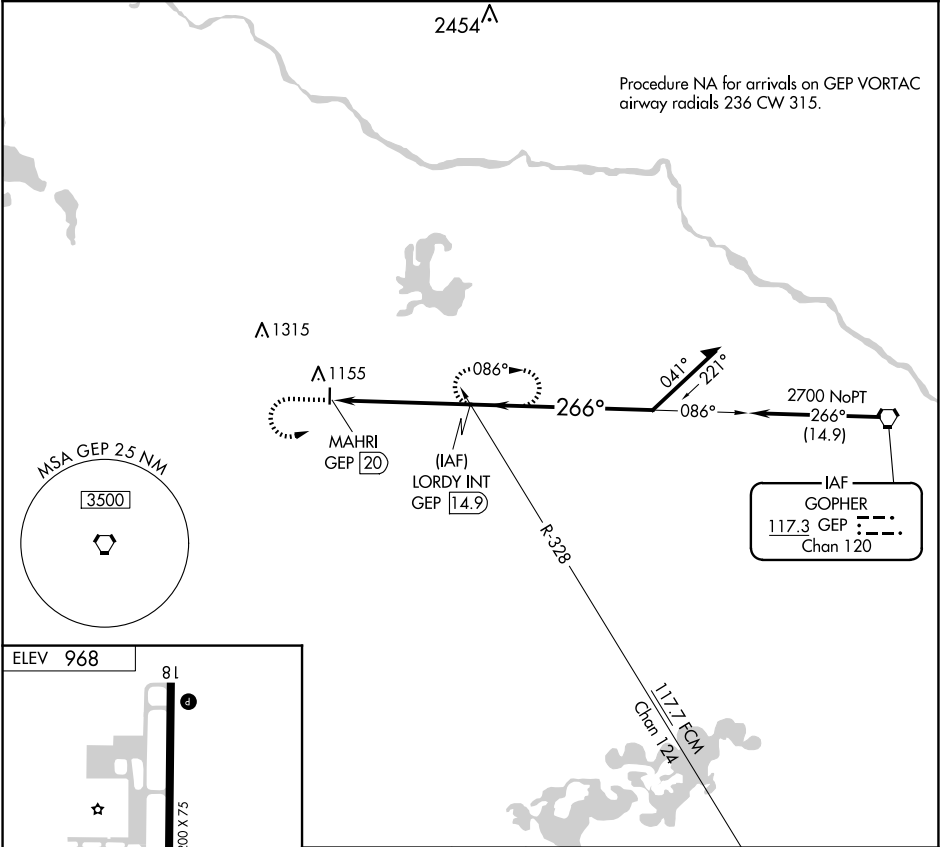 2454
Procedure NA for arrivals on GEP VORTAC
airway radials 236 CW 315.
1315
1155
086°
041°
221°
266°
086°
2700 NoPT
266°
(14.9)
MAHRI
GEP 20
(IAF)
LORDY INT
GEP 14.9
IAF
GOPHER
117.3 GEP
Chan 120
MSA GEP 25 NM
3500
R-328
117.7 FCM
Chan 124
ELEV 968
18
P
00 X 75